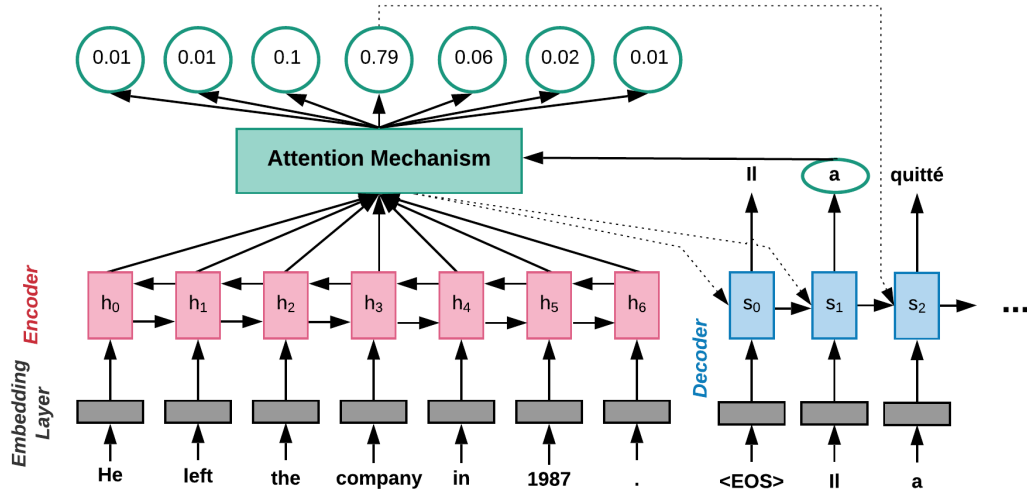 0.01 0.01 0.1 0.79 0.06 0.02 0.01
Attention Mechanism
Il a quitté
Encoder
h0 h1 h2 h3 h4 h5 h6
Decoder
s0 s1 s2 ...
Embedding
Layer
He left the company in 1987 .
<EOS> Il a